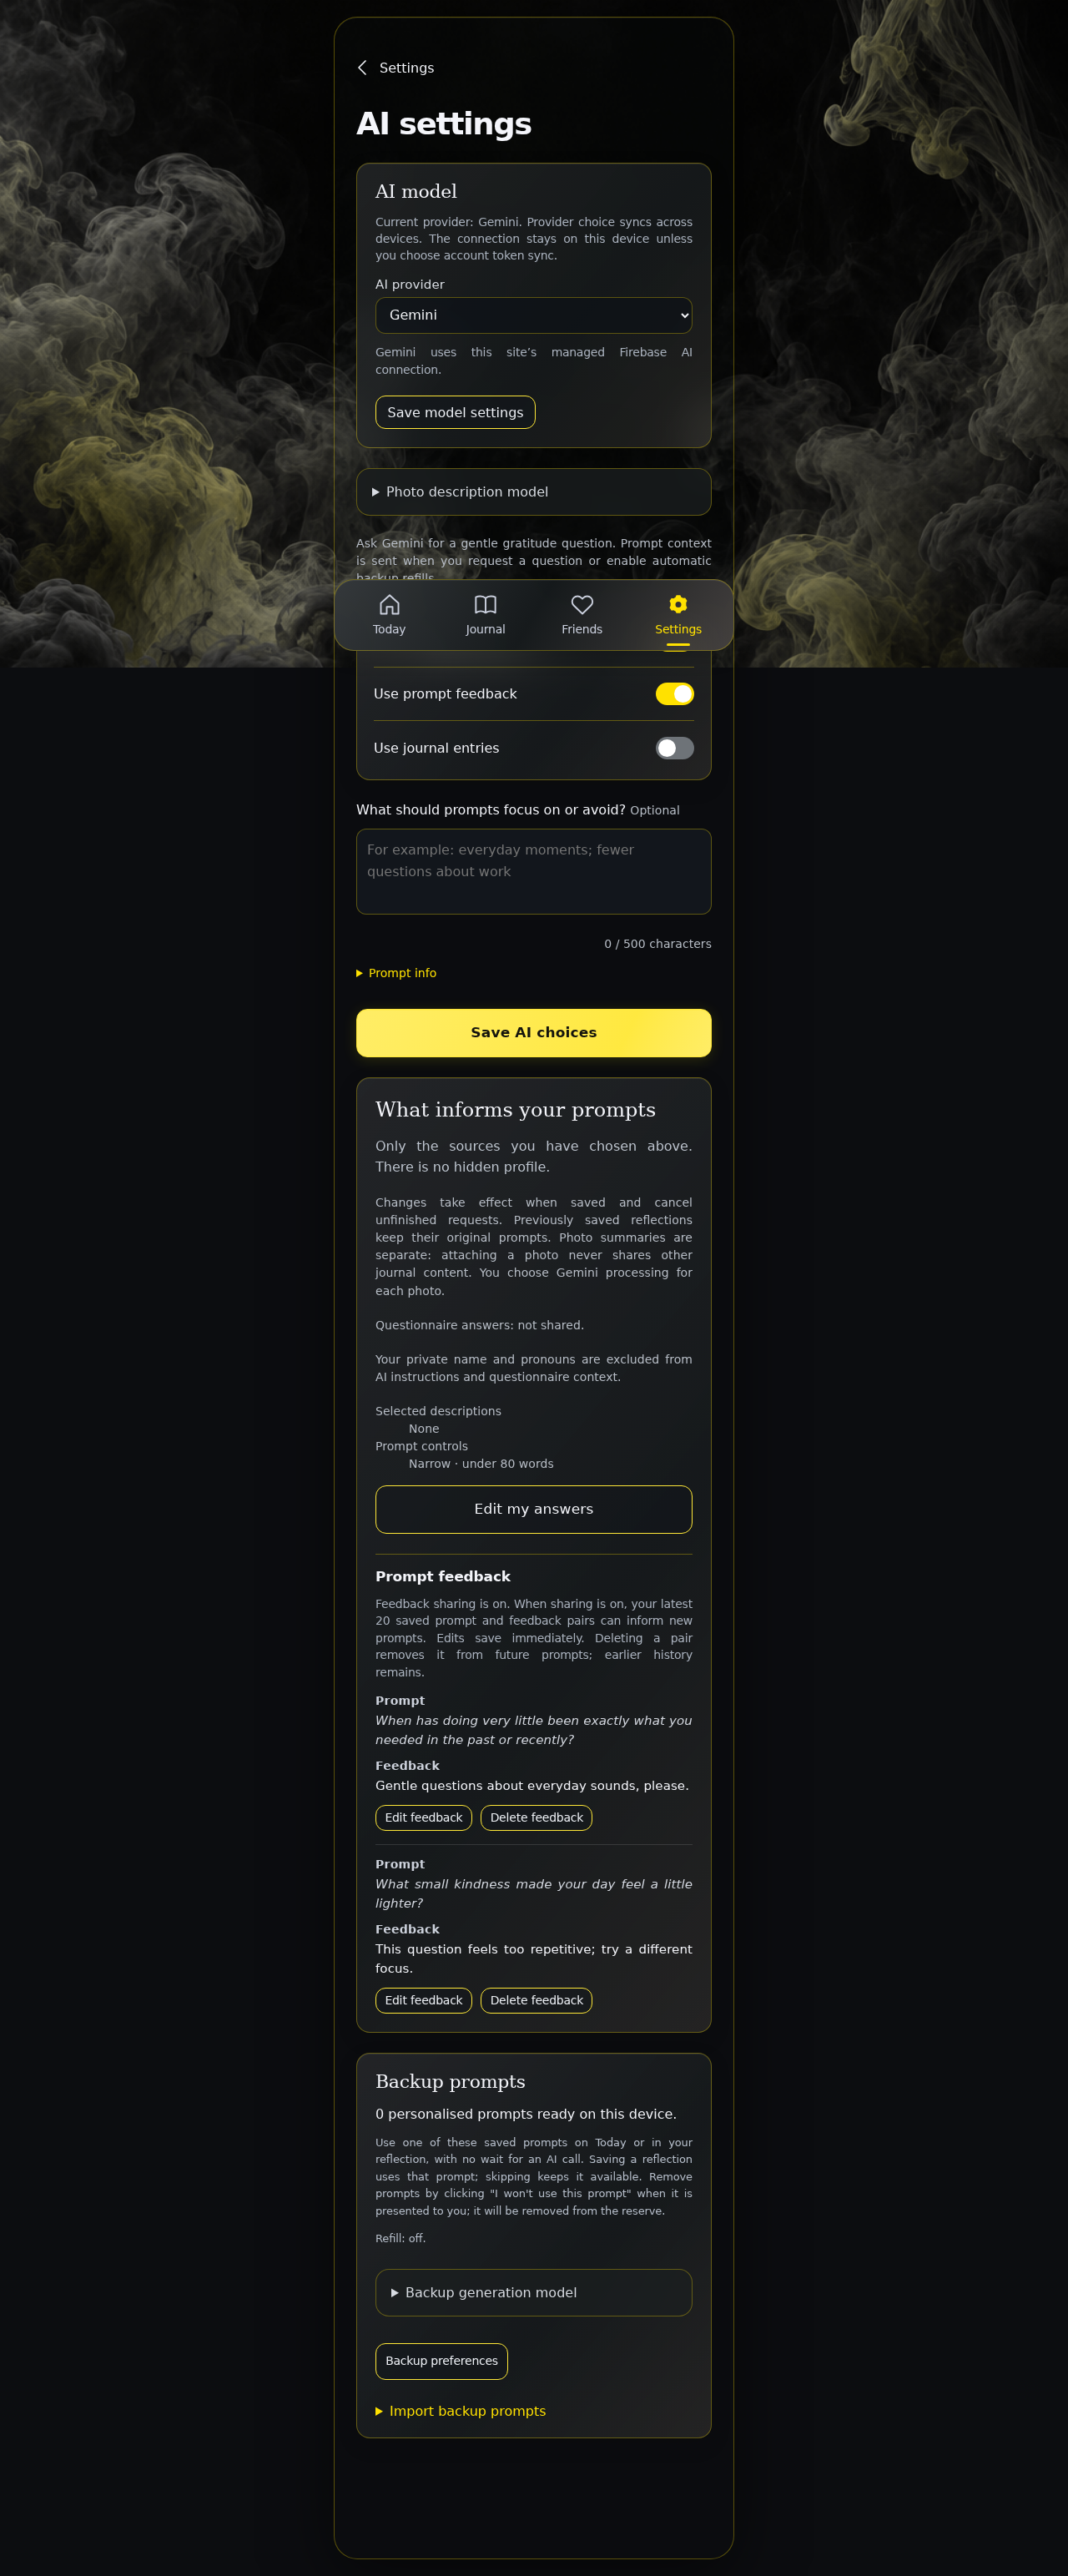 Settings
AI settings
AI model
Current provider: Gemini. Provider choice syncs across
devices. The connection stays on this device unless
you choose account token sync.
AI provider
Gemini
Gemini uses this site’s managed Firebase AI
connection.
Save model settings
Photo description model
Ask Gemini for a gentle gratitude question. Prompt context
is sent when you request a question or enable automatic
backup refills.
Today
Journal
Friends
Settings
Use prompt feedback
Use journal entries
What should prompts focus on or avoid? Optional
For example: everyday moments; fewer
questions about work
0 / 500 characters
Prompt info
Save AI choices
What informs your prompts
Only the sources you have chosen above.
There is no hidden profile.
Changes take effect when saved and cancel
unfinished requests. Previously saved reflections
keep their original prompts. Photo summaries are
separate: attaching a photo never shares other
journal content. You choose Gemini processing for
each photo.
Questionnaire answers: not shared.
Your private name and pronouns are excluded from
AI instructions and questionnaire context.
Selected descriptions
None
Prompt controls
Narrow · under 80 words
Edit my answers
Prompt feedback
Feedback sharing is on. When sharing is on, your latest
20 saved prompt and feedback pairs can inform new
prompts. Edits save immediately. Deleting a pair
removes it from future prompts; earlier history
remains.
Prompt
When has doing very little been exactly what you
needed in the past or recently?
Feedback
Gentle questions about everyday sounds, please.
Edit feedback Delete feedback
Prompt
What small kindness made your day feel a little
lighter?
Feedback
This question feels too repetitive; try a different
focus.
Edit feedback Delete feedback
Backup prompts
0 personalised prompts ready on this device.
Use one of these saved prompts on Today or in your
reflection, with no wait for an AI call. Saving a reflection
uses that prompt; skipping keeps it available. Remove
prompts by clicking "I won't use this prompt" when it is
presented to you; it will be removed from the reserve.
Refill: off.
Backup generation model
Backup preferences
Import backup prompts